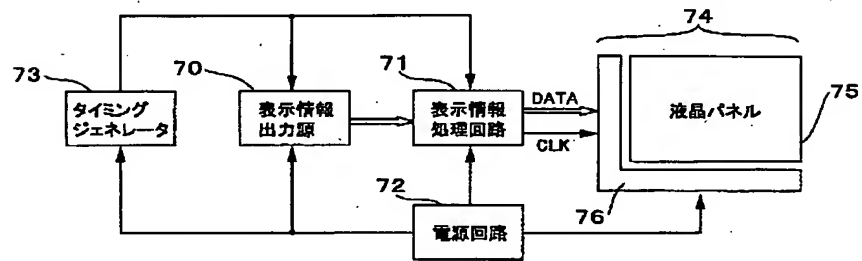 74
73
70
71
タイミング
ジェネレータ
表示情報
出力源
表示情報
処理回路
DATA
CLK
液晶パネル
75
72
電源回路
76